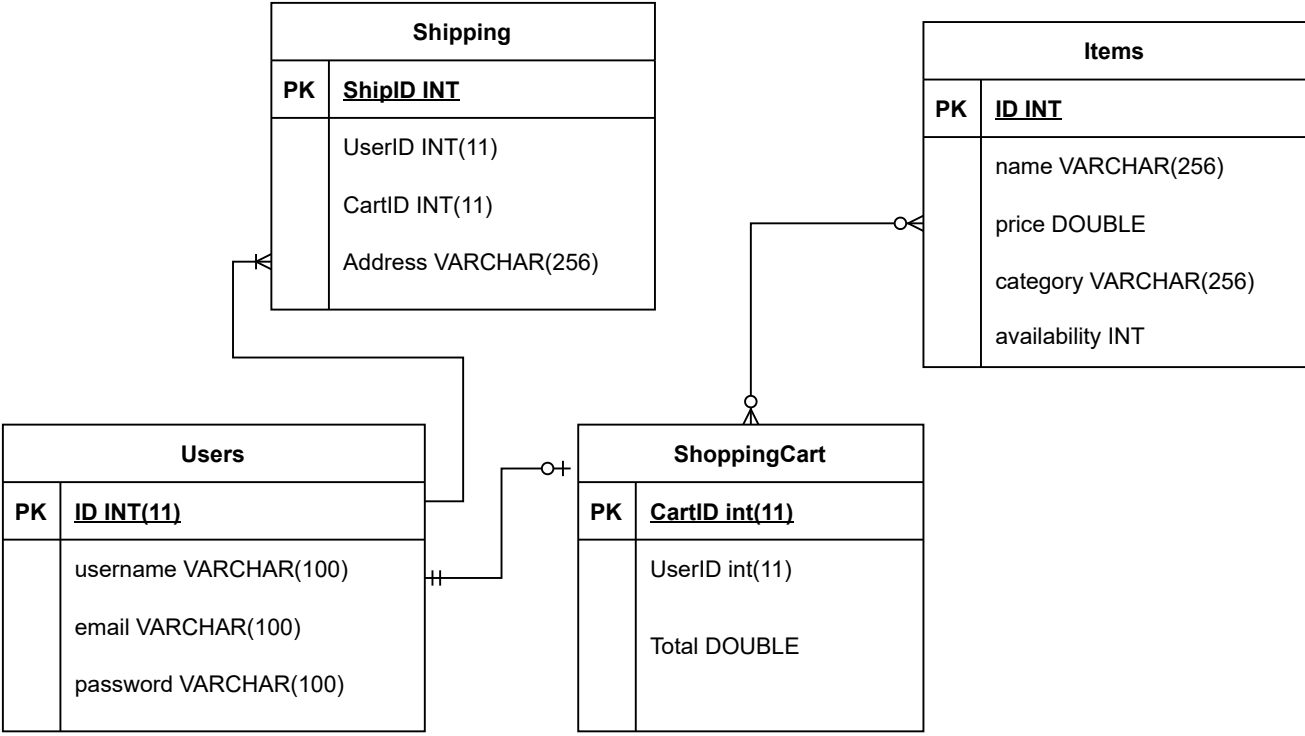 Shipping
PK ShipID INT
UserID INT(11)
CartID INT(11)
Address VARCHAR(256)
Items
PK ID INT
name VARCHAR(256)
price DOUBLE
category VARCHAR(256)
availability INT
Users
PK ID INT(11)
username VARCHAR(100)
email VARCHAR(100)
password VARCHAR(100)
ShoppingCart
PK CartID int(11)
UserID int(11)
Total DOUBLE